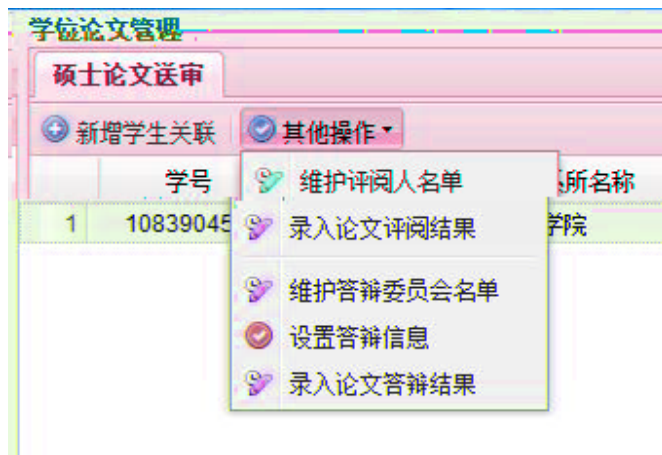 学位论文管理
硕士论文送审
新增学生关联 其他操作
学号 所名称
1 10839045 学院
维护评阅人名单
录入论文评阅结果
维护答辩委员会名单
设置答辩信息
录入论文答辩结果